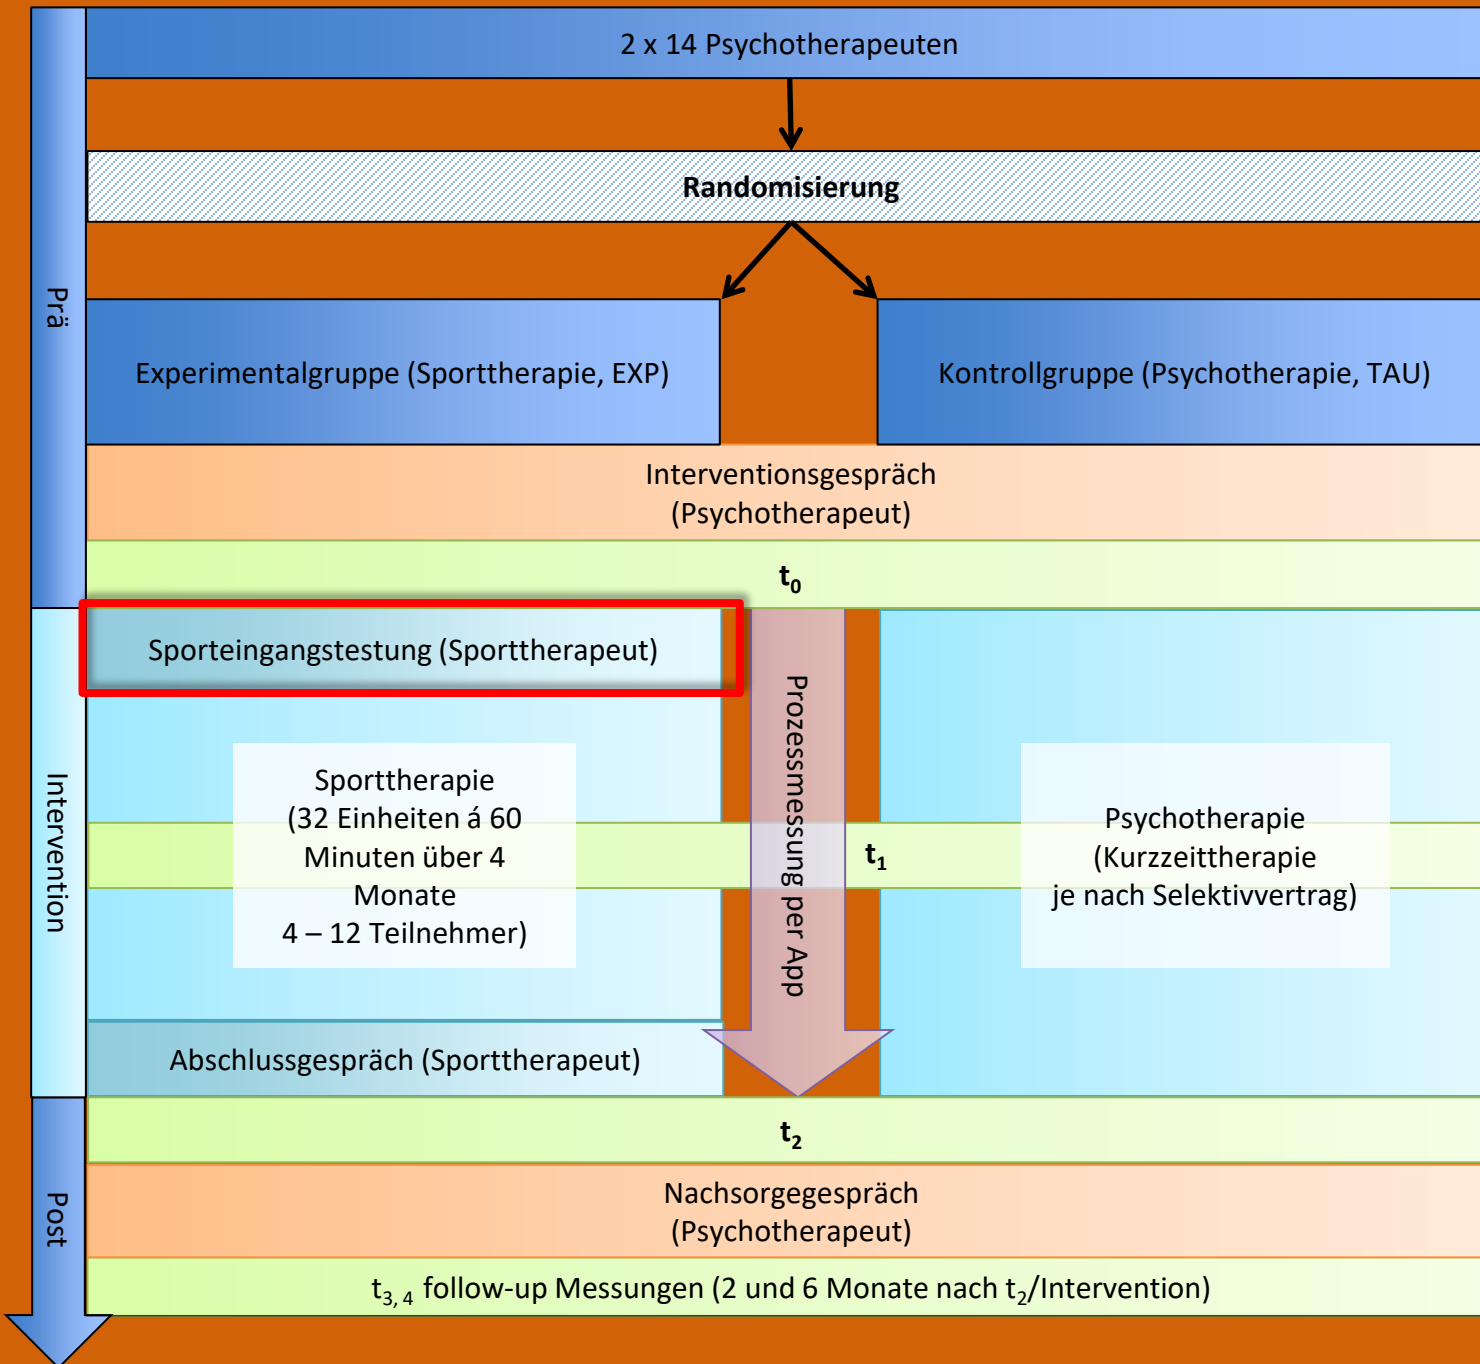 2 x 14 Psychotherapeuten
Randomisierung
Prä
Experimentalgruppe (Sporttherapie, EXP)
Kontrollgruppe (Psychotherapie, TAU)
Interventionsgespräch
(Psychotherapeut)
t0
Sporteingangstestung (Sporttherapeut)
Intervention
Sporttherapie
(32 Einheiten á 60
Minuten über 4
Monate
4 – 12 Teilnehmer)
Prozessmessung per App
t1
Psychotherapie
(Kurzzeittherapie
je nach Selektivvertrag)
Abschlussgespräch (Sporttherapeut)
t2
Post
Nachsorgegespräch
(Psychotherapeut)
t3, 4 follow-up Messungen (2 und 6 Monate nach t2/Intervention)